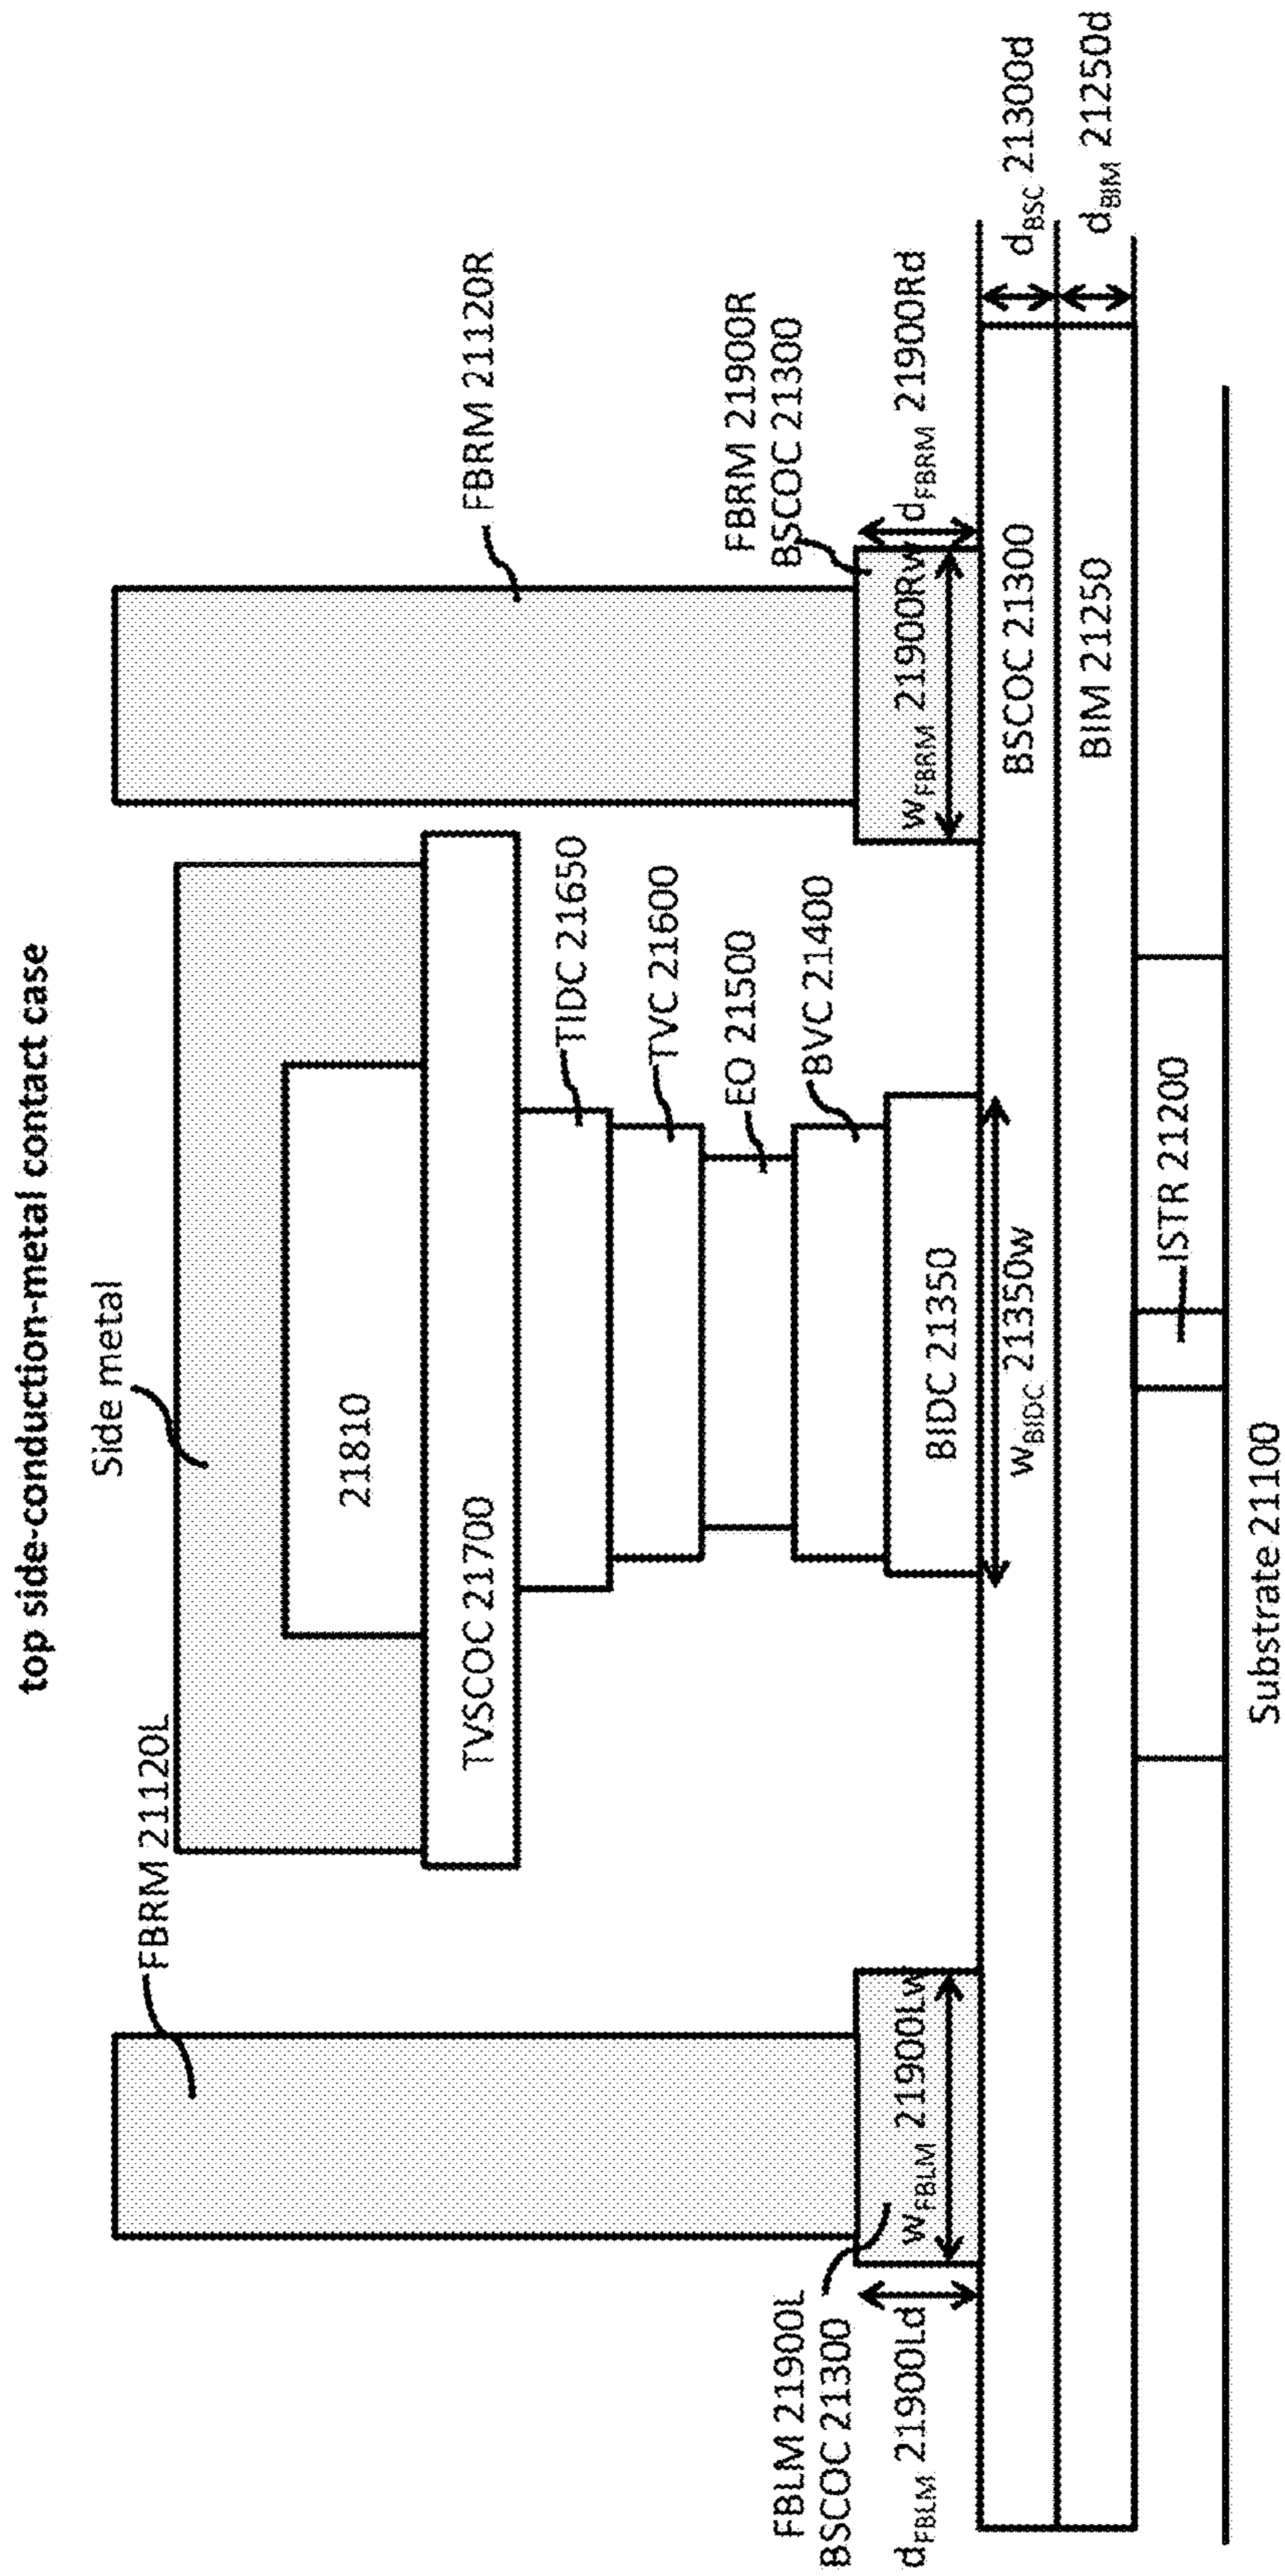 top side-conduction-metal contact case
Side metal
FBRM 21120L
FBRM 21120R
21810
TVSCOC 21700
TIDC 21650
TVC 21600
EO 21500
BVC 21400
BIDC 21350
w_BIDC 21350w
FBLM 21900L
BSCOC 21300
d_FBLM 21900Ld
w_FBLM 21900Lw
FBRM 21900R
BSCOC 21300
w_FBRM 21900Rw
d_FBRM 21900Rd
BSCOC 21300
d_BSC 21300d
BIM 21250
d_BIM 21250d
ISTR 21200
Substrate 21100